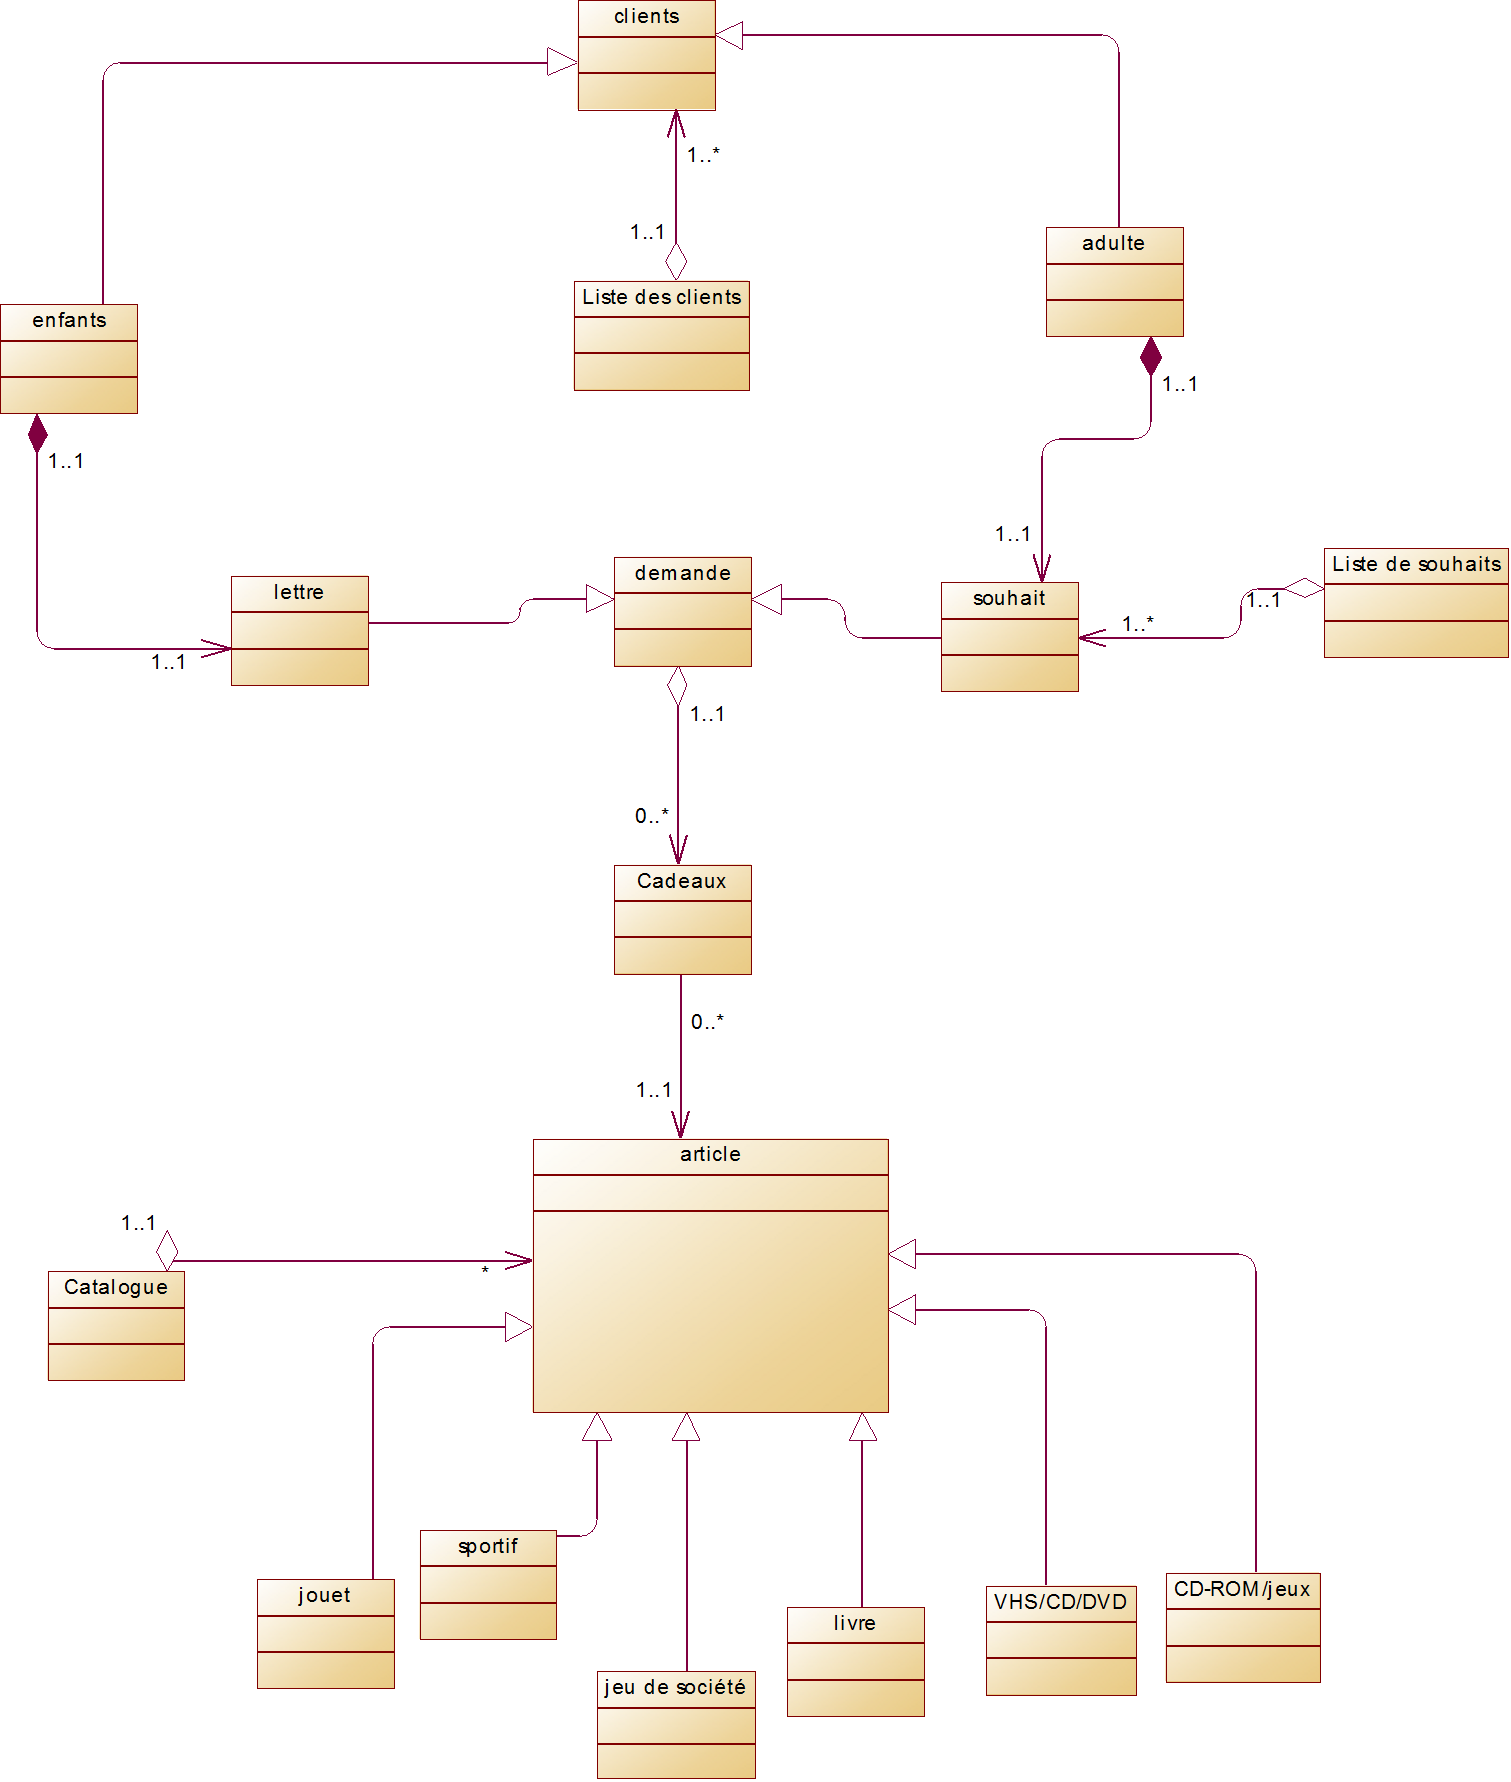 clients
1..*
1..1
adulte
Liste des clients
enfants
1..1
1..1
1..1
Liste de souhaits
demande
lettre
souhait
1..1
1..*
1..1
1..1
0..*
Cadeaux
0..*
1..1
article
1..1
*
Catalogue
sportif
jouet
CD-ROM/jeux
VHS/CD/DVD
livre
jeu de société